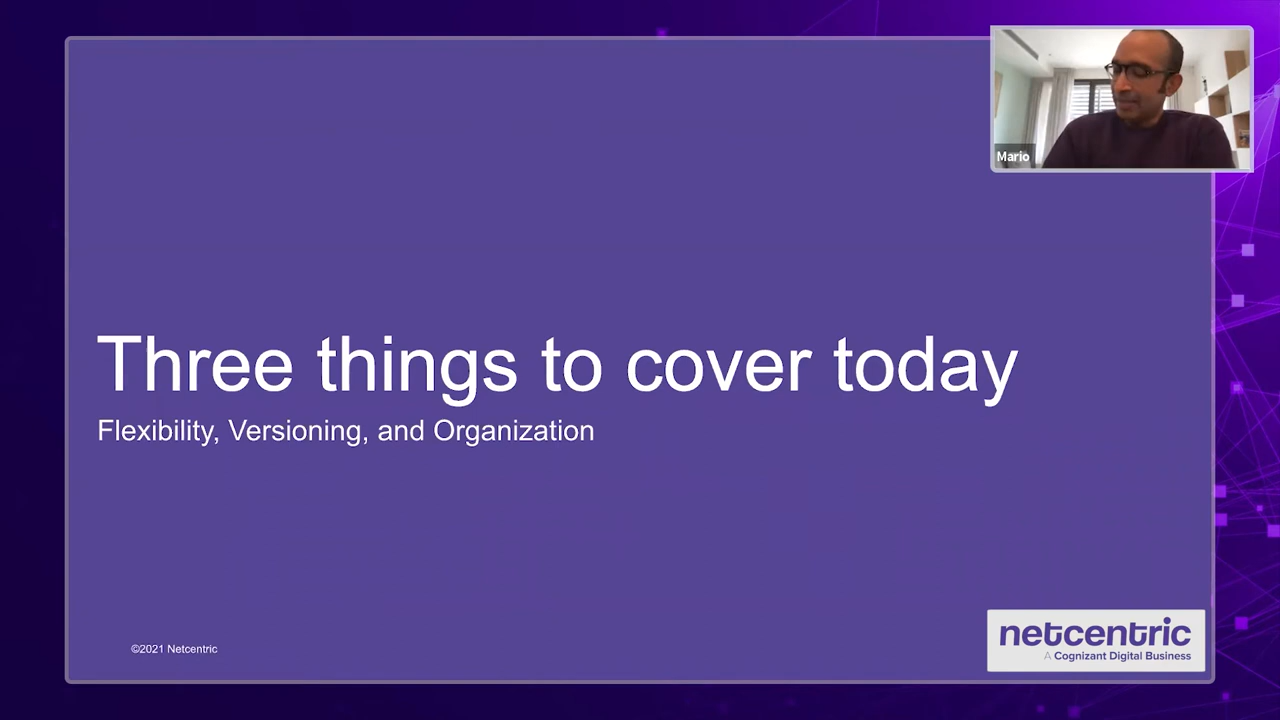 Mario
Three things to cover today
Flexibility, Versioning, and Organization
©2021 Netcentric
netcentric
A Cognizant Digital Business